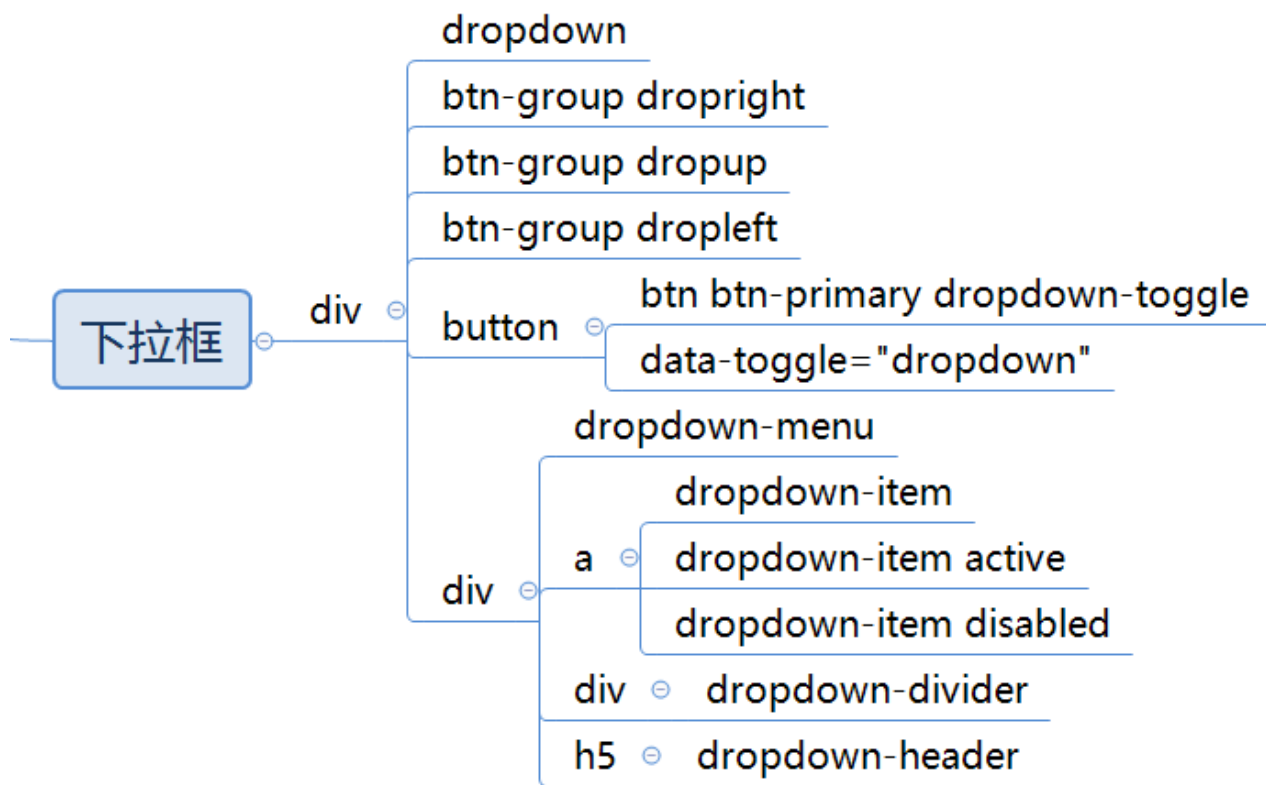 下拉框
div
dropdown
btn-group dropright
btn-group dropup
btn-group dropleft
button
btn btn-primary dropdown-toggle
data-toggle="dropdown"
div
dropdown-menu
a
dropdown-item
dropdown-item active
dropdown-item disabled
div
dropdown-divider
h5
dropdown-header